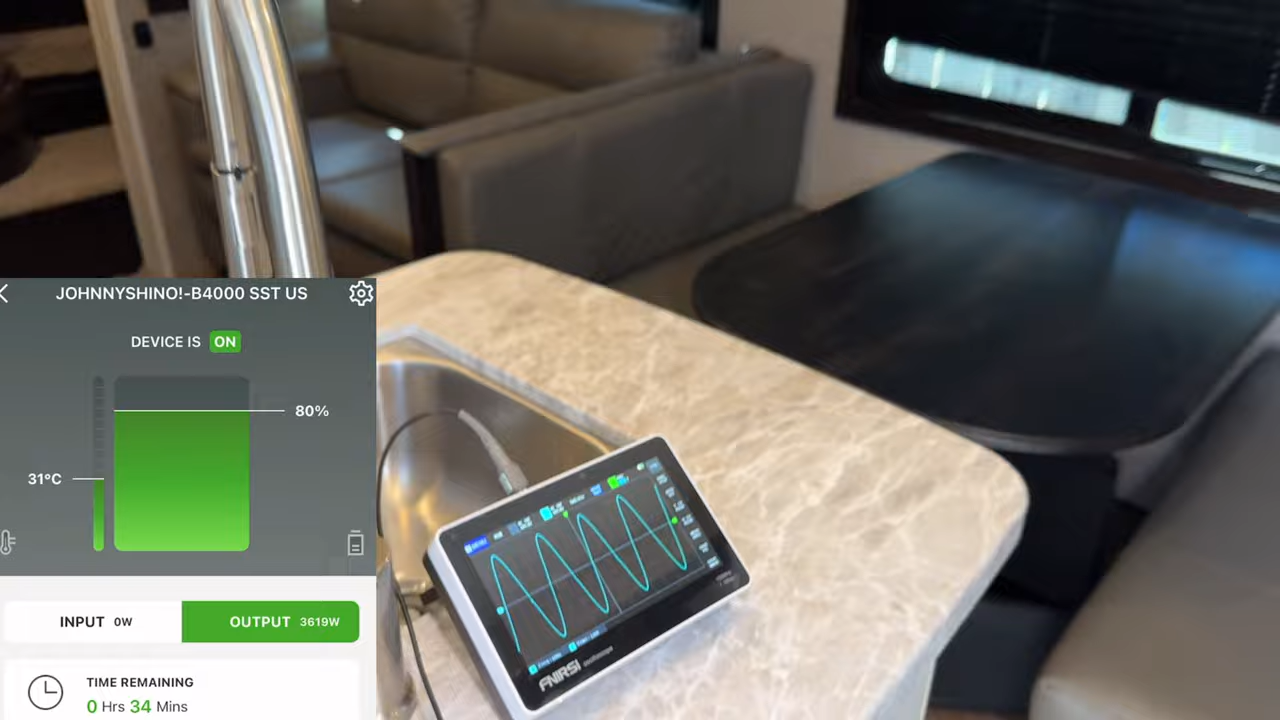 JOHNNYSHINO!-B4000 SST US
DEVICE IS ON
80%
31°C
INPUT 0W
OUTPUT 3619W
TIME REMAINING
0 Hrs 34 Mins
FNIRSI oscilloscope